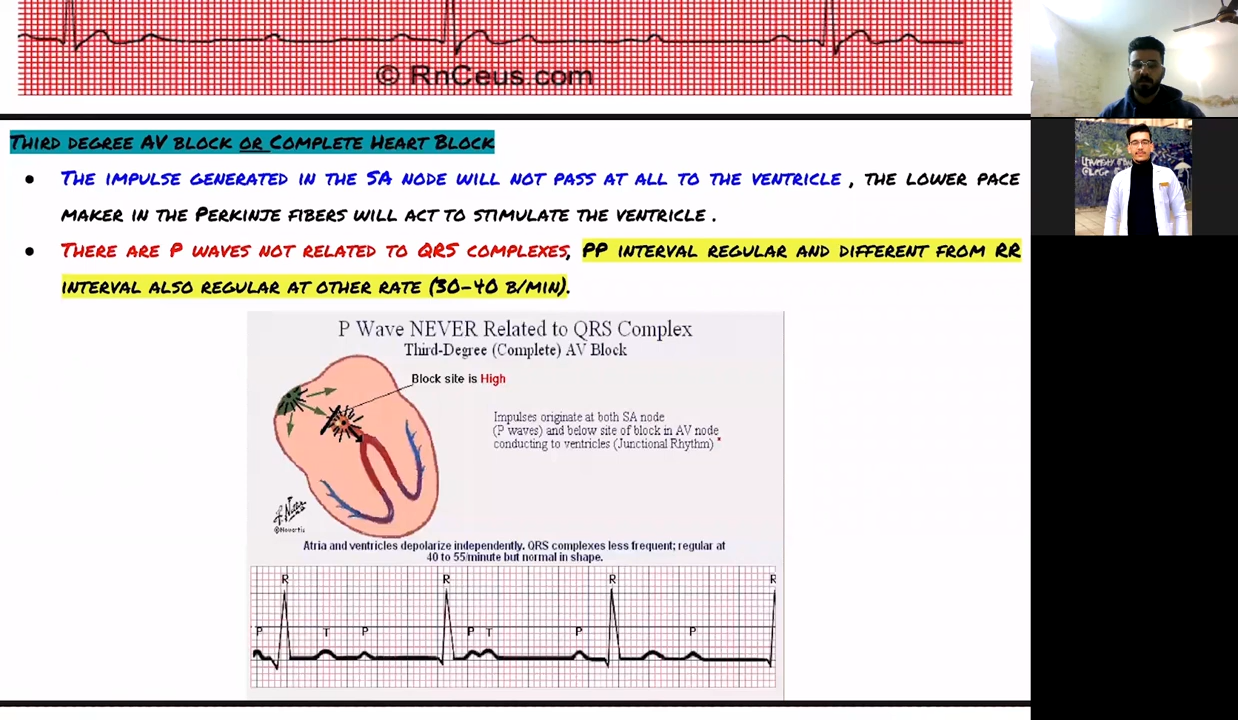 © RnCeus.com
THIRD DEGREE AV BLOCK OR COMPLETE HEART BLOCK
• THE IMPULSE GENERATED IN THE SA NODE WILL NOT PASS AT ALL TO THE VENTRICLE , THE LOWER PACE
MAKER IN THE PERKINJE FIBERS WILL ACT TO STIMULATE THE VENTRICLE .
• THERE ARE P WAVES NOT RELATED TO QRS COMPLEXES, PP INTERVAL REGULAR AND DIFFERENT FROM RR
INTERVAL ALSO REGULAR AT OTHER RATE (30-40 B/MIN).
P Wave NEVER Related to QRS Complex
Third-Degree (Complete) AV Block
Block site is High
Impulses originate at both SA node
(P waves) and below site of block in AV node
conducting to ventricles (Junctional Rhythm)
©Novartis
Atria and ventricles depolarize independently. QRS complexes less frequent; regular at
40 to 55/minute but normal in shape.
R R R R
P T P P T P P